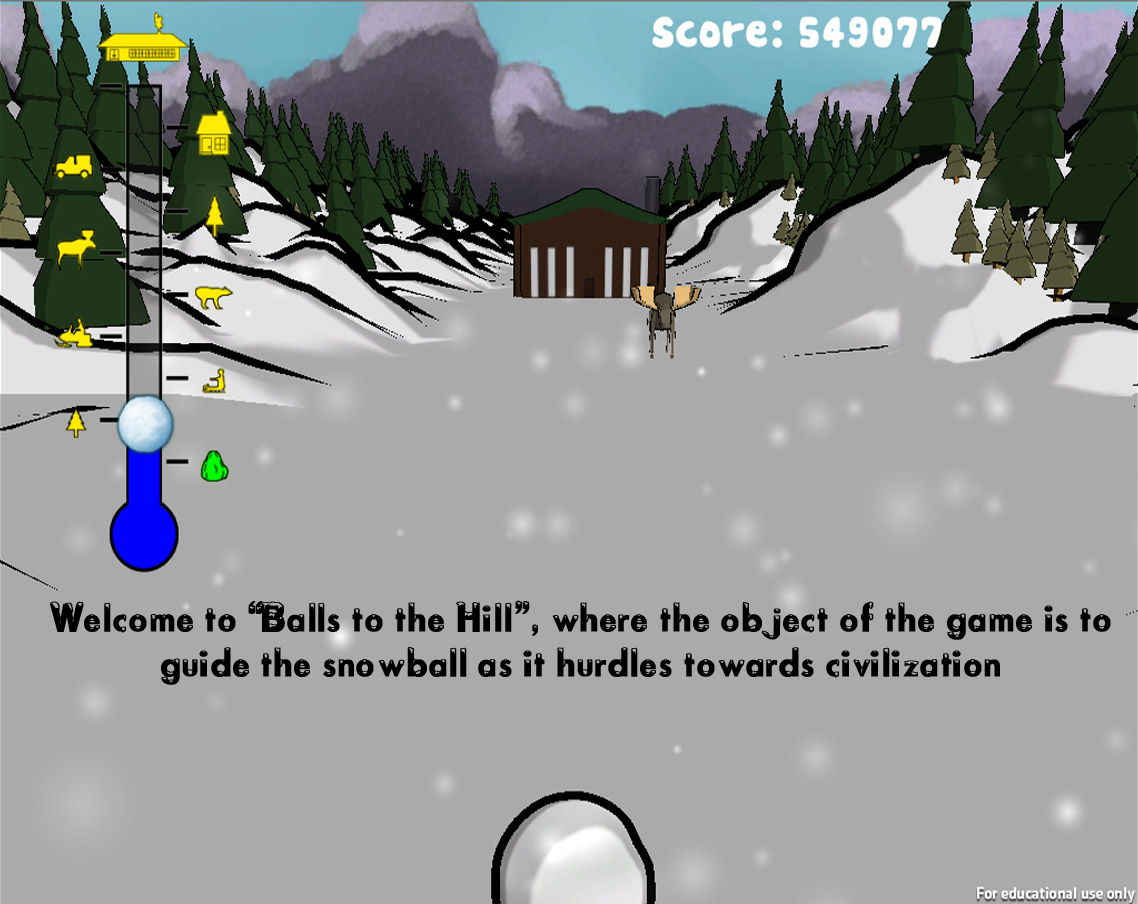 Score: 549077
Welcome to “Balls to the Hill”, where the object of the game is to
guide the snowball as it hurdles towards civilization
For educational use only